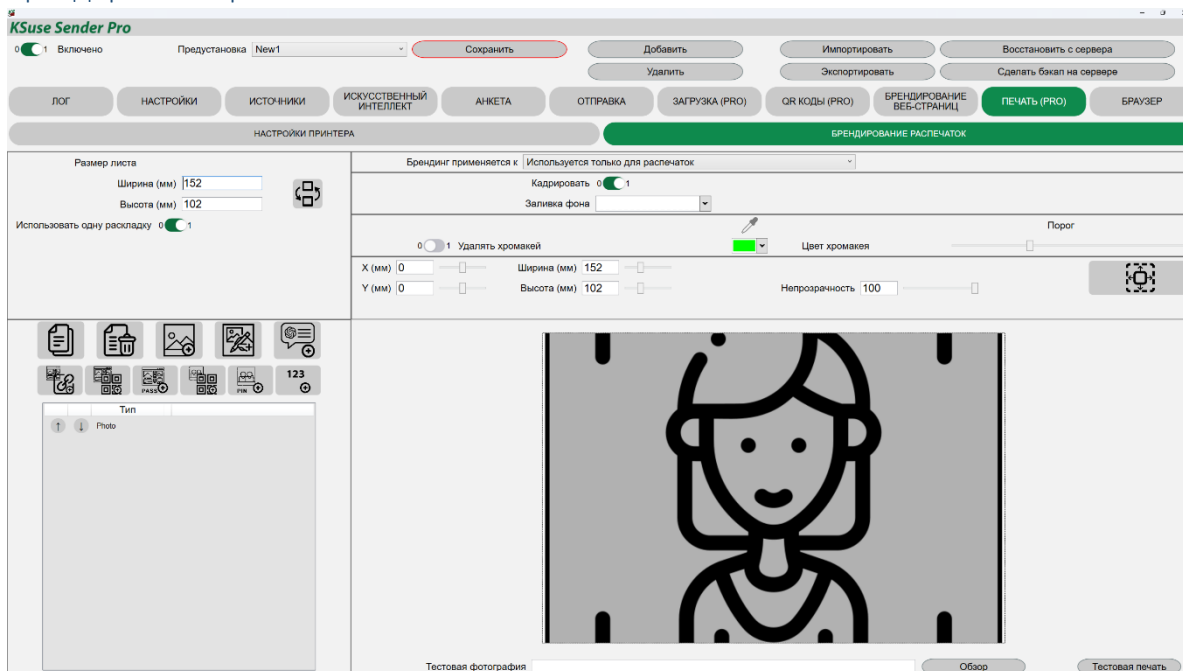 KSuse Sender Pro
0 1 Включено Предустановка New1 Сохранить Добавить Импортировать Восстановить с сервера
Удалить Экспортировать Сделать бэкап на сервере
ЛОГ НАСТРОЙКИ ИСТОЧНИКИ ИСКУССТВЕННЫЙ ИНТЕЛЛЕКТ АНКЕТА ОТПРАВКА ЗАГРУЗКА (PRO) QR КОДЫ (PRO) БРЕНДИРОВАНИЕ ВЕБ-СТРАНИЦ ПЕЧАТЬ (PRO) БРАУЗЕР
НАСТРОЙКИ ПРИНТЕРА БРЕНДИРОВАНИЕ РАСПЕЧАТОК
Размер листа Брендинг применяется к Используется только для распечаток
Ширина (мм) 152 Кадрировать 0 1
Высота (мм) 102 Заливка фона
Использовать одну раскладку 0 1 Порог
0 1 Удалять хромакей Цвет хромакея
X (мм) 0 Ширина (мм) 152
Y (мм) 0 Высота (мм) 102 Непрозрачность 100
PASS PIN 123
Тип
Photo
Тестовая фотография Обзор Тестовая печать